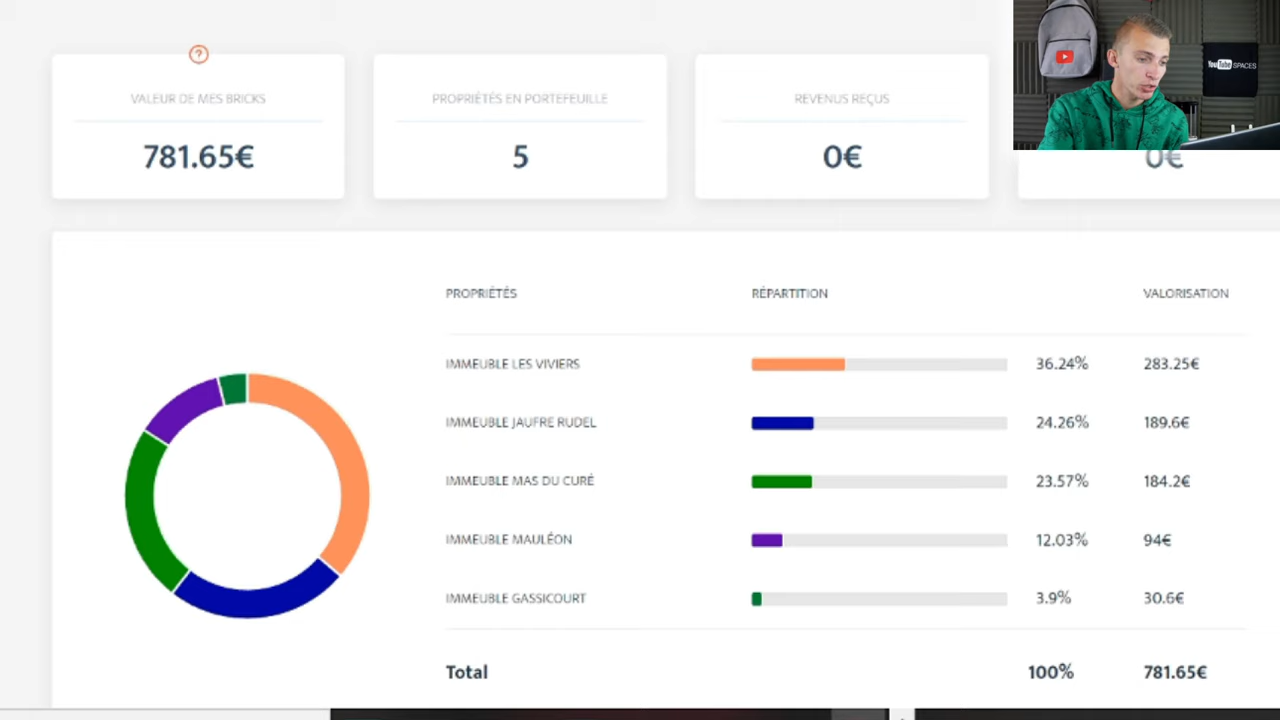 ?
VALEUR DE MES BRICKS
781.65€
PROPRIÉTÉS EN PORTEFEUILLE
5
REVENUS REÇUS
0€
0€
YouTube SPACES
PROPRIÉTÉS RÉPARTITION VALORISATION
IMMEUBLE LES VIVIERS 36.24% 283.25€
IMMEUBLE JAUFRE RUDEL 24.26% 189.6€
IMMEUBLE MAS DU CURÉ 23.57% 184.2€
IMMEUBLE MAULÉON 12.03% 94€
IMMEUBLE GASSICOURT 3.9% 30.6€
Total 100% 781.65€